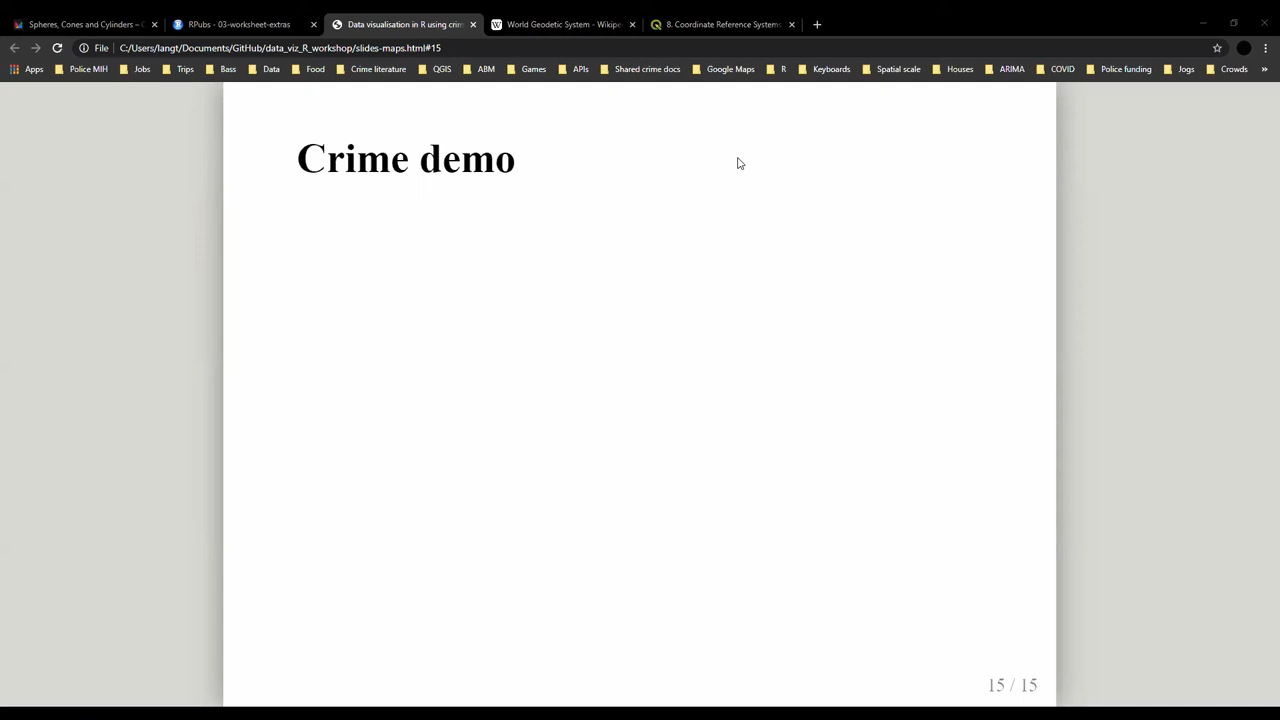 Spheres, Cones and Cylinders – C
RPubs - 03-worksheet-extras
Data visualisation in R using crim
World Geodetic System - Wikipe
8. Coordinate Reference Systems
File
C:/Users/langt/Documents/GitHub/data_viz_R_workshop/slides-maps.html#15
Apps Police MIH Jobs Trips Bass Data Food Crime literature QGIS ABM Games APIs Shared crime docs Google Maps R Keyboards Spatial scale Houses ARIMA COVID Police funding Jogs Crowds »
Crime demo
15 / 15